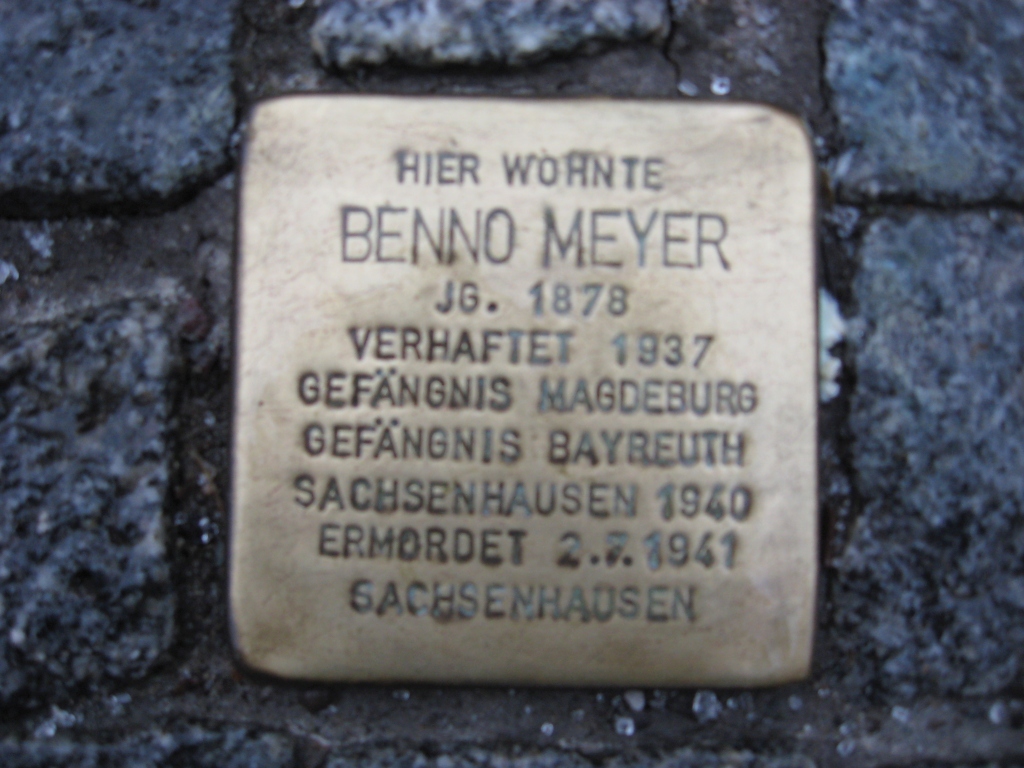 HIER WOHNTE
BENNO MEYER
JG. 1878
VERHAFTET 1937
GEFÄNGNIS MAGDEBURG
GEFÄNGNIS BAYREUTH
SACHSENHAUSEN 1940
ERMORDET 2.7.1941
SACHSENHAUSEN